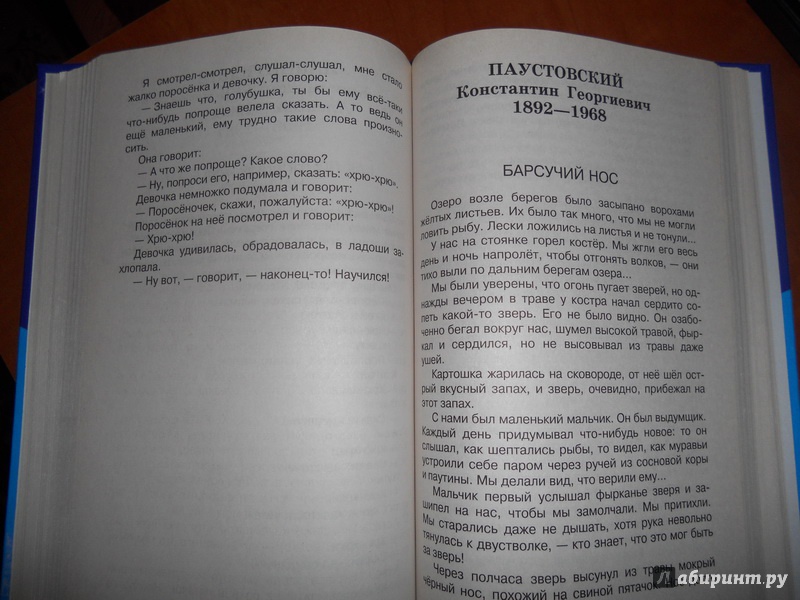 Я смотрел-смотрел, слушал-слушал, мне стало
жалко поросёнка и девочку. Я говорю:
— Знаешь что, голубушка, ты бы ему всё-таки
что-нибудь попроще велела сказать. А то ведь он
ещё маленький, ему трудно такие слова произно-
сить.
Она говорит:
— А что же попроще? Какое слово?
— Ну, попроси его, например, сказать: «хрю-хрю».
Девочка немножко подумала и говорит:
— Поросёночек, скажи, пожалуйста: «хрю-хрю»!
Поросёнок на неё посмотрел и говорит:
— Хрю-хрю!
Девочка удивилась, обрадовалась, в ладоши за-
хлопала.
— Ну вот, — говорит, — наконец-то! Научился!
ПАУСТОВСКИЙ
Константин Георгиевич
1892—1968
БАРСУЧИЙ НОС
Озеро возле берегов было засыпано ворохами
жёлтых листьев. Их было так много, что мы не могли
ловить рыбу. Лески ложились на листья и не тонули...
У нас на стоянке горел костёр. Мы жгли его весь
день и ночь напролёт, чтобы отгонять волков, — они
тихо выли по дальним берегам озера...
Мы были уверены, что огонь пугает зверей, но од-
нажды вечером в траве у костра начал сердито со-
петь какой-то зверь. Его не было видно. Он озабо-
ченно бегал вокруг нас, шумел высокой травой, фыр-
кал и сердился, но не высовывал из травы даже
ушей.
Картошка жарилась на сковороде, от неё шёл ост-
рый вкусный запах, и зверь, очевидно, прибежал на
этот запах.
С нами был маленький мальчик. Он был выдумщик.
Каждый день придумывал что-нибудь новое: то он
слышал, как шептались рыбы, то видел, как муравьи
устроили себе паром через ручей из сосновой коры
и паутины. Мы делали вид, что верили ему...
Мальчик первый услышал фырканье зверя и за-
шипел на нас, чтобы мы замолчали. Мы притихли.
Мы старались даже не дышать, хотя рука невольно
тянулась к двустволке, — кто знает, что это мог быть
за зверь!
Через полчаса зверь высунул из травы мокрый
чёрный нос, похожий на свиной пятачок.
Лабиринт.ру